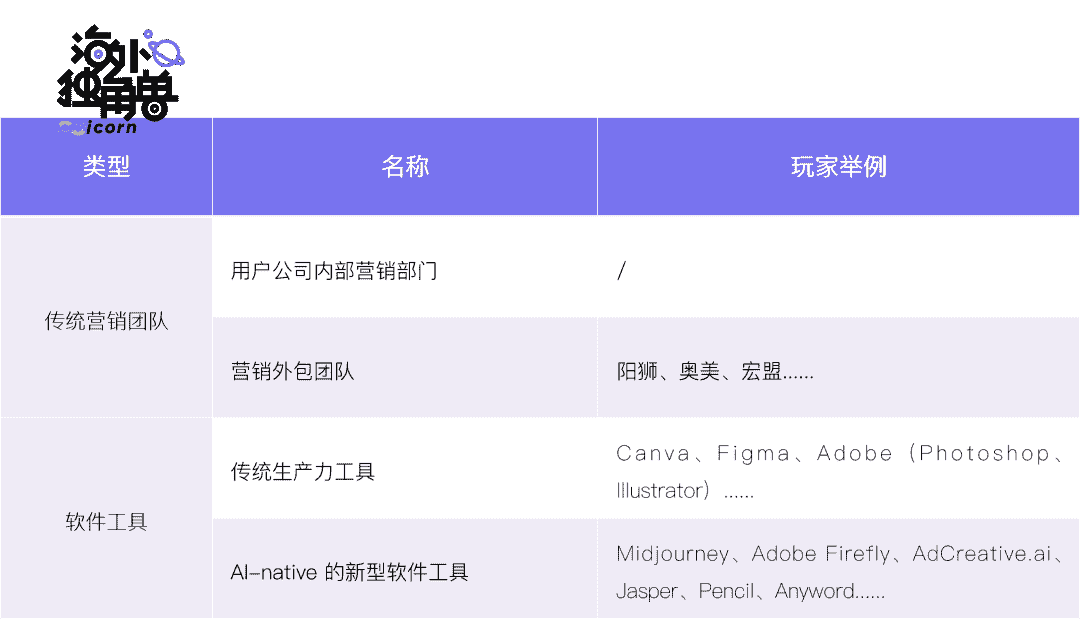 海外独角兽
icorn
类型 名称 玩家举例
传统营销团队
用户公司内部营销部门 /
营销外包团队 阳狮、奥美、宏盟......
软件工具
传统生产力工具
Canva、Figma、Adobe（Photoshop、
Illustrator）......
AI-native 的新型软件工具
Midjourney、Adobe Firefly、AdCreative.ai、
Jasper、Pencil、Anyword......